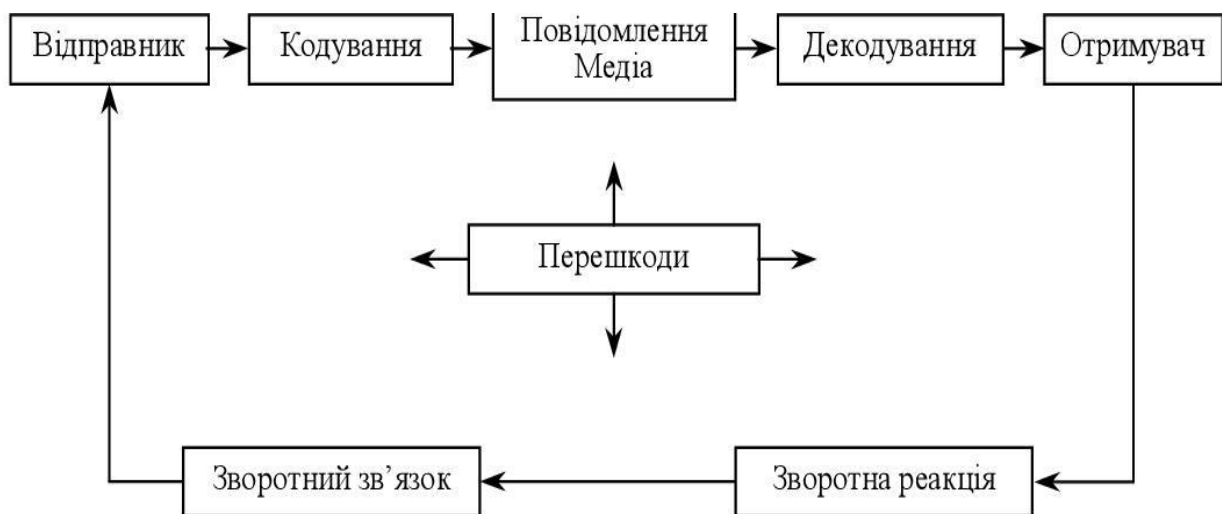 Відправник
Кодування
Повідомлення
Медіа
Декодування
Отримувач
Перешкоди
Зворотний зв’язок
Зворотна реакція